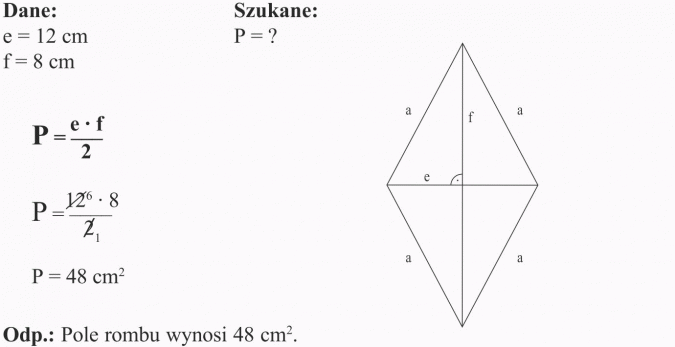 Dane: Szukane:
e = 12 cm P = ?
f = 8 cm
a a
f
P = e · f / 2
e
P = 12⁶ · 8 / 2₁
a a
P = 48 cm²
Odp.: Pole rombu wynosi 48 cm².